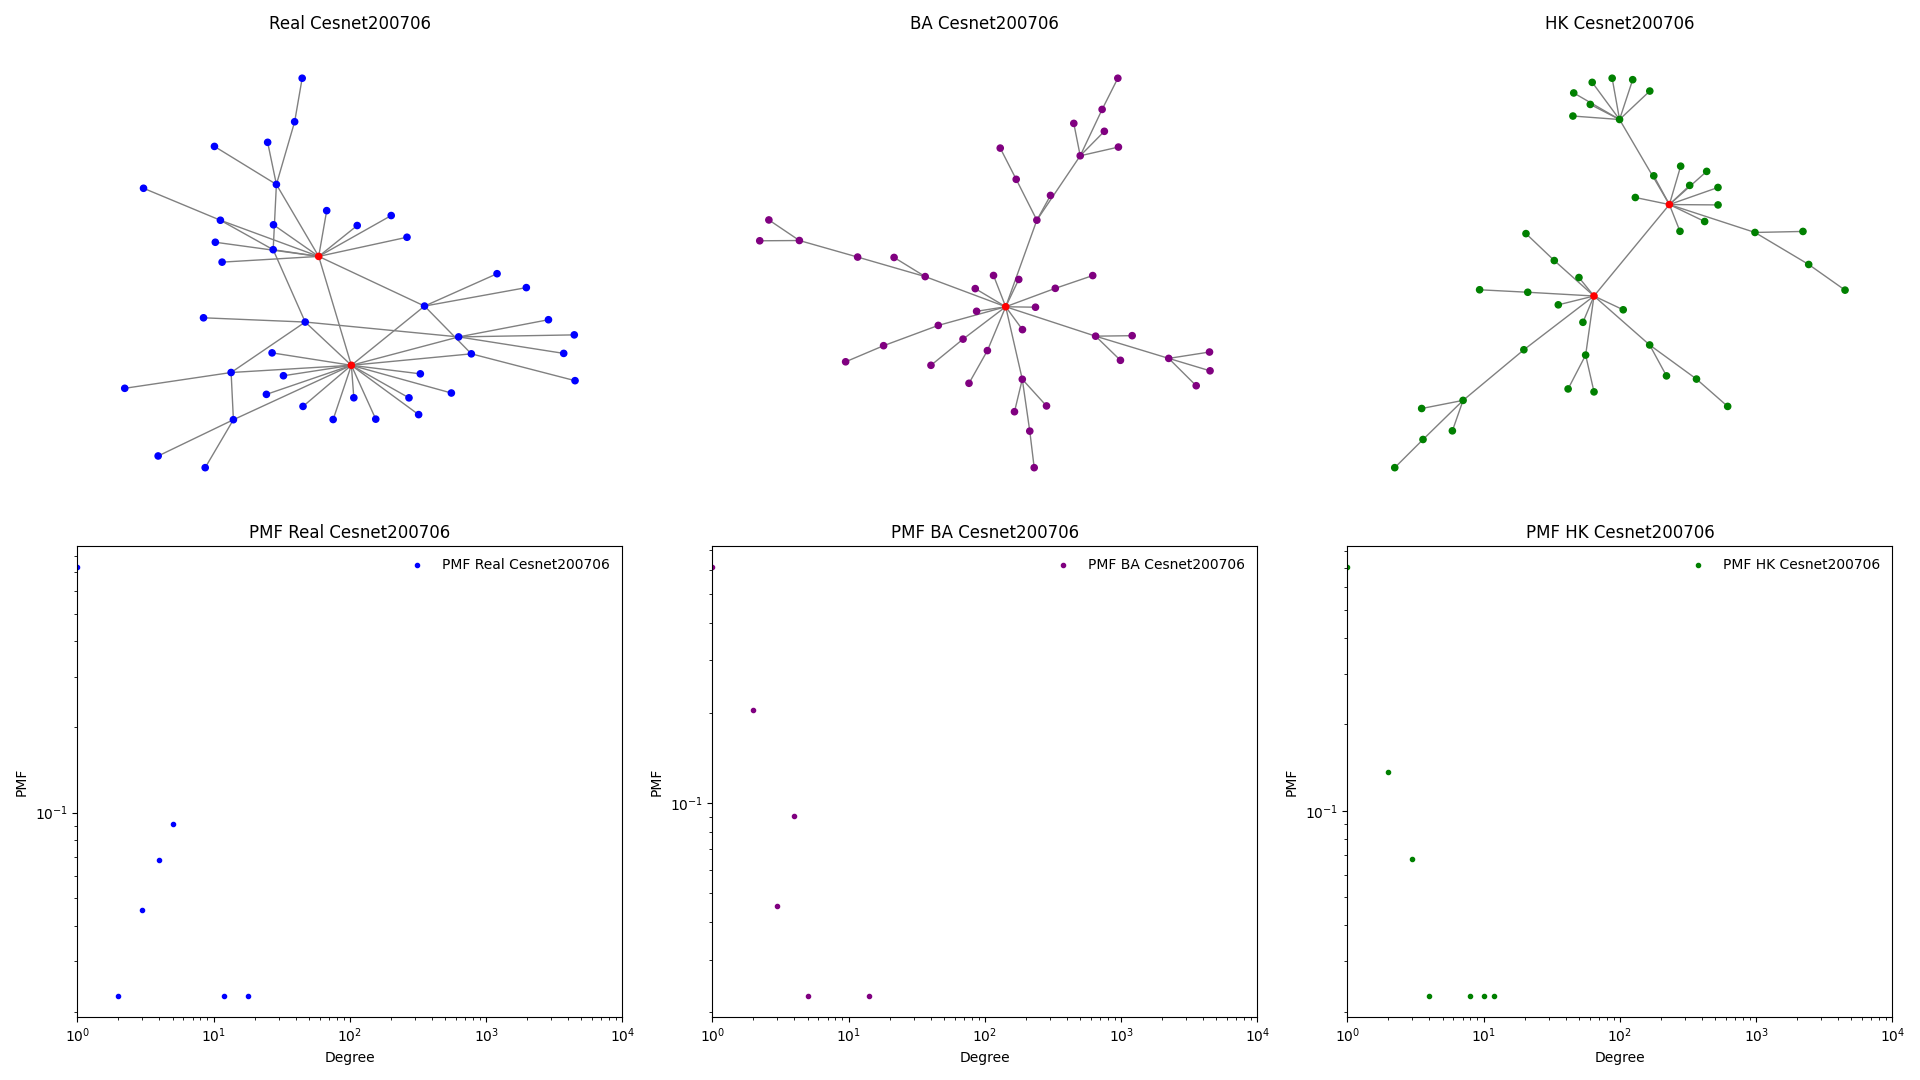 Real Cesnet200706
BA Cesnet200706
HK Cesnet200706
PMF Real Cesnet200706
PMF Real Cesnet200706
PMF
10⁻¹
10⁰ 10¹ 10² 10³ 10⁴
Degree
PMF BA Cesnet200706
PMF BA Cesnet200706
PMF
10⁻¹
10⁰ 10¹ 10² 10³ 10⁴
Degree
PMF HK Cesnet200706
PMF HK Cesnet200706
PMF
10⁻¹
10⁰ 10¹ 10² 10³ 10⁴
Degree